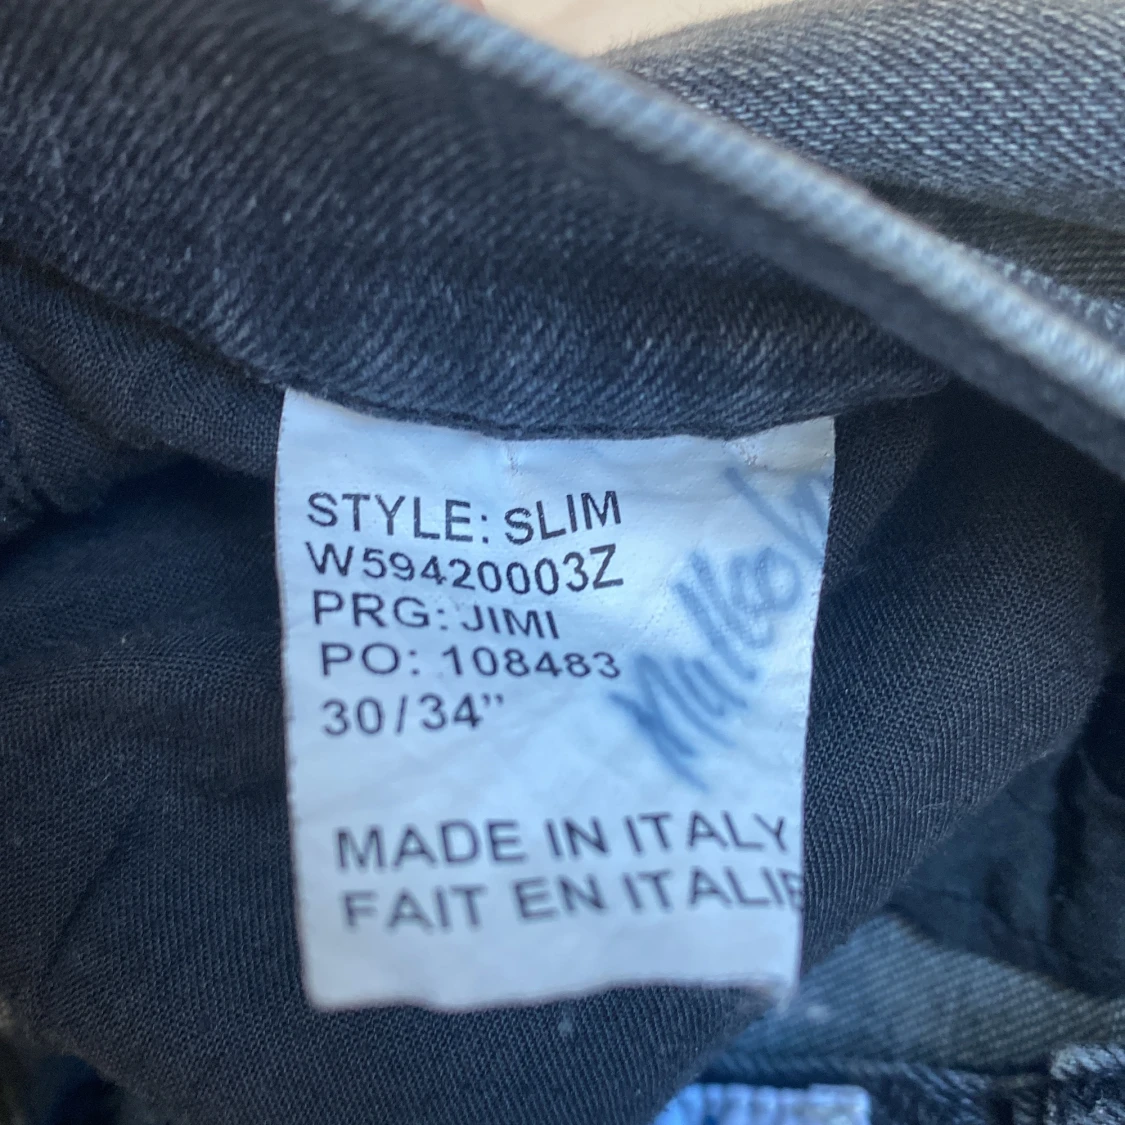 STYLE: SLIM
W59420003Z
PRG: JIMI
PO: 108483
30/34”
MADE IN ITALY
FAIT EN ITALIE